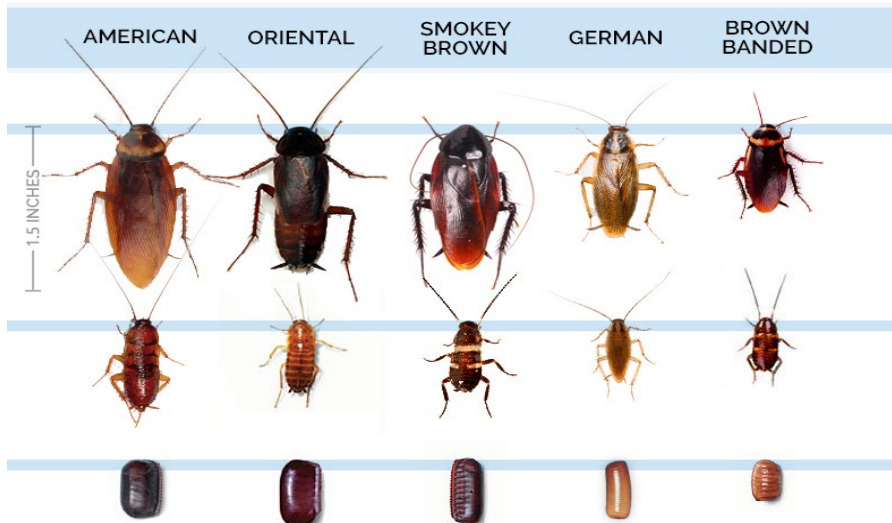 AMERICAN
ORIENTAL
SMOKEY
BROWN
GERMAN
BROWN
BANDED
1.5 INCHES